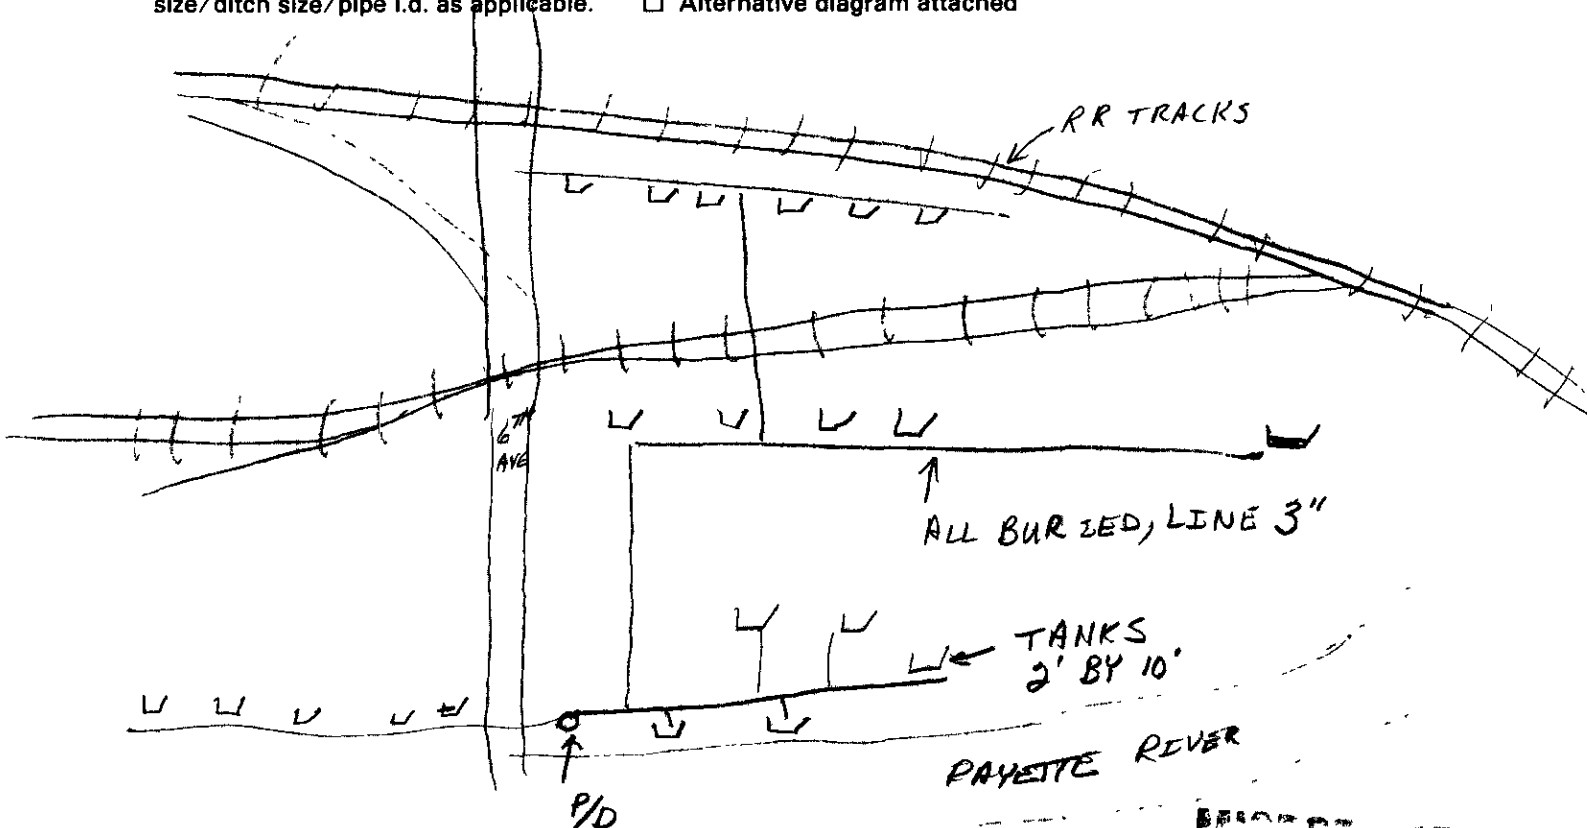 size/ditch size/pipe i.d. as applicable. □ Alternative diagram attached
RR TRACKS
6TH
AVE
ALL BURIED, LINE 3"
TANKS
2' BY 10'
PAYETTE RIVER
P/D